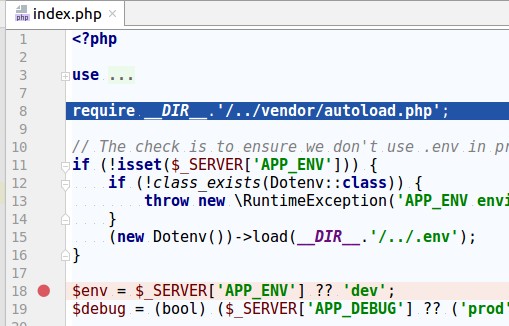 index.php
1 <?php
2
3 use ...
7
8 require __DIR__.'/../vendor/autoload.php';
9
10 // The check is to ensure we don't use .env in
11 if (!isset($_SERVER['APP_ENV'])) {
12 if (!class_exists(Dotenv::class)) {
13 throw new \RuntimeException('APP_ENV
14 }
15 (new Dotenv())->load(__DIR__.'/../.env');
16 }
17
18 $env = $_SERVER['APP_ENV'] ?? 'dev';
19 $debug = (bool) ($_SERVER['APP_DEBUG'] ?? ('prod'